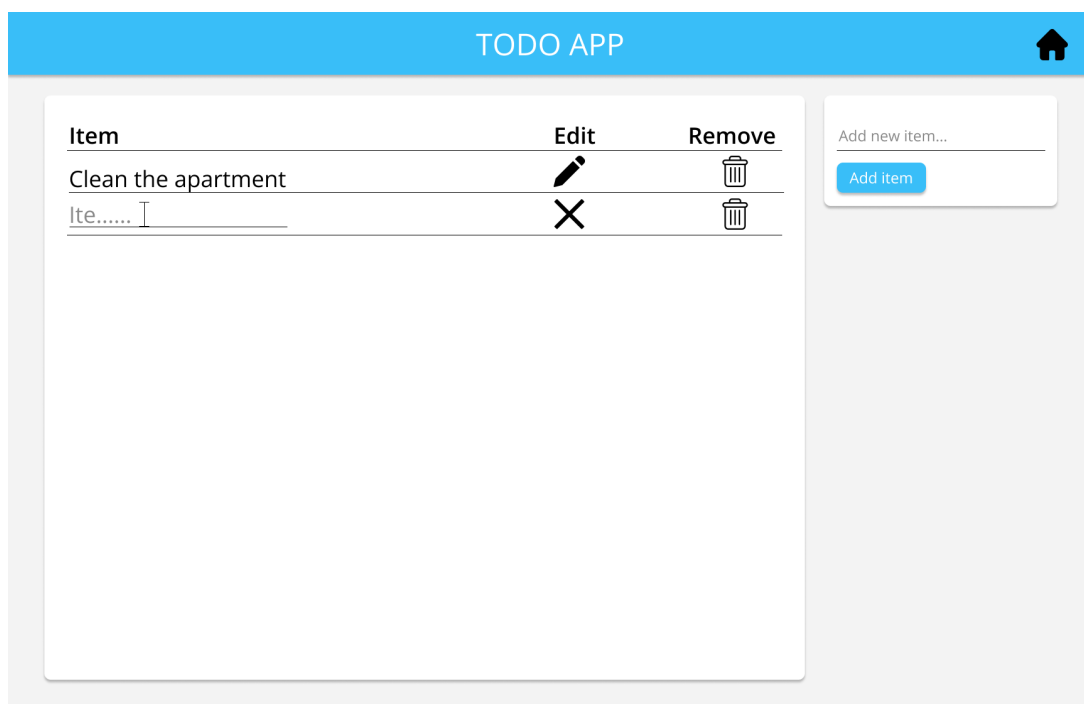 TODO APP
Item Edit Remove
Clean the apartment
Ite......
Add new item...
Add item